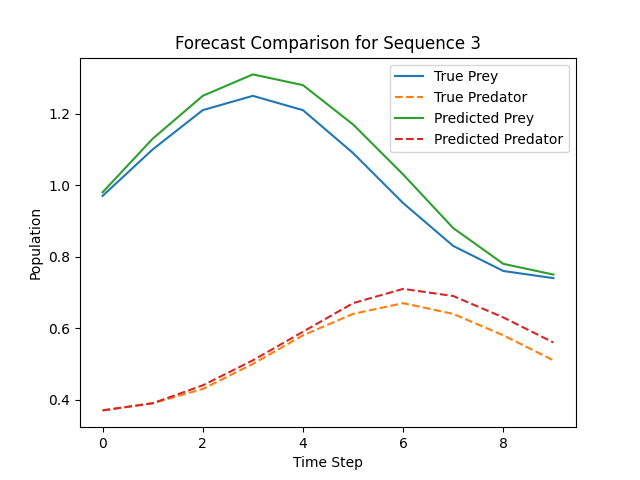 Forecast Comparison for Sequence 3
True Prey
True Predator
Predicted Prey
Predicted Predator
1.2
1.0
0.8
0.6
0.4
Population
0 2 4 6 8
Time Step